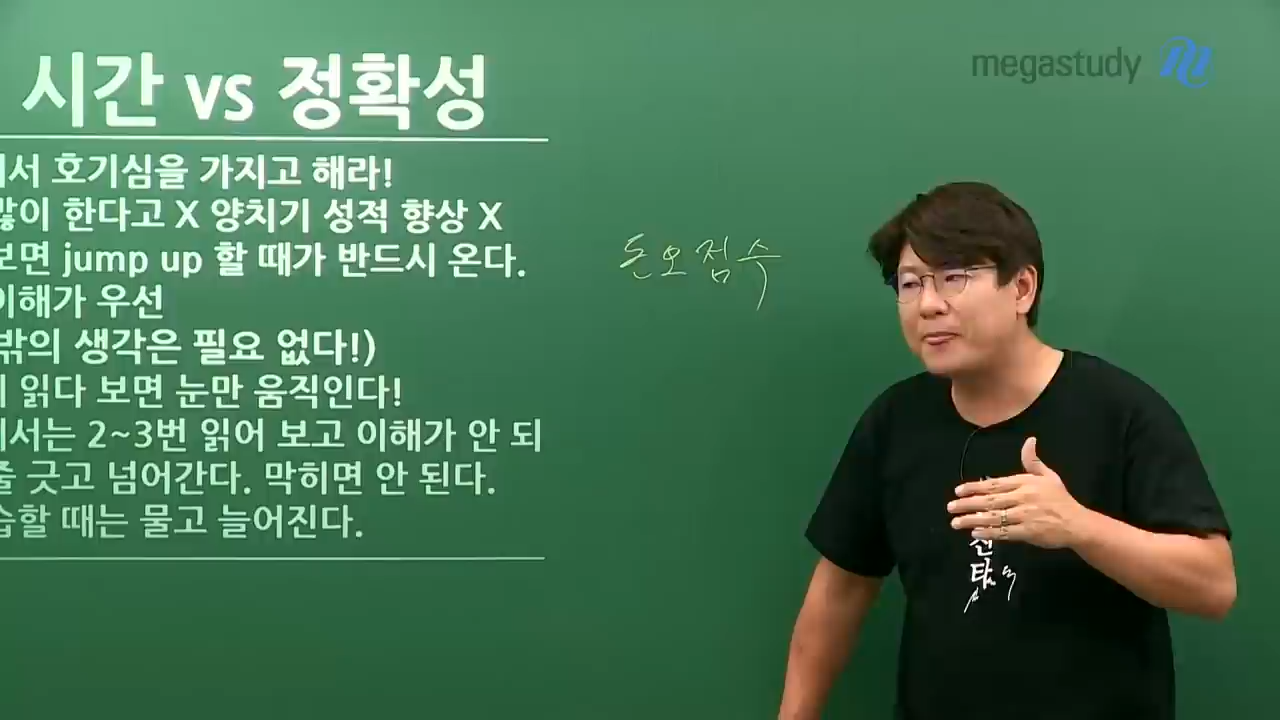 시간 vs 정확성
megastudy
서 호기심을 가지고 해라!
많이 한다고 X 양치기 성적 향상 X
보면 jump up 할 때가 반드시 온다.
이해가 우선
밖의 생각은 필요 없다!)
읽다 보면 눈만 움직인다!
서는 2~3번 읽어 보고 이해가 안 되
줄 긋고 넘어간다. 막히면 안 된다.
습할 때는 물고 늘어진다.
돈오점수